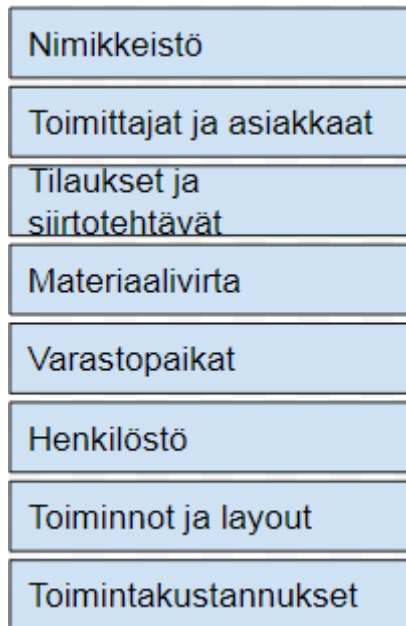 Nimikkeistö
Toimittajat ja asiakkaat
Tilaukset ja
siirtotehtävät
Materiaalivirta
Varastopaikat
Henkilöstö
Toiminnot ja layout
Toimintakustannukset